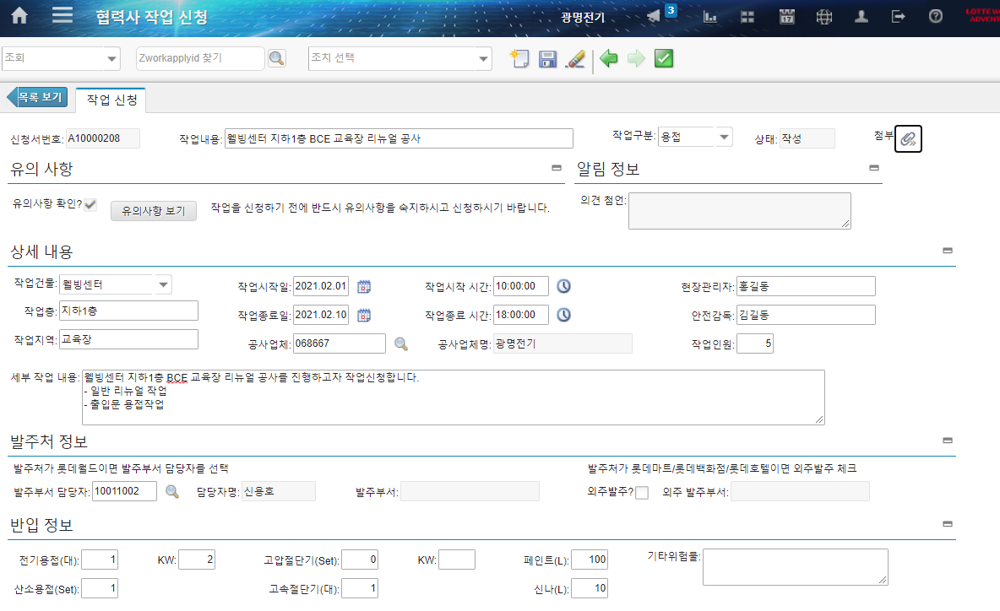 협력사 작업 신청 광명전기 3 17 LOTTE W
ADVENT
조회 Zworkapplyid 찾기 조치 선택
목록 보기 작업 신청
신청서번호: A10000208 작업내용: 웰빙센터 지하1층 BCE 교육장 리뉴얼 공사 작업구분: 용접 상태: 작성 첨부
유의 사항 알림 정보
유의사항 확인? 유의사항 보기 작업을 신청하기 전에 반드시 유의사항을 숙지하시고 신청하시기 바랍니다. 의견 첨언:
상세 내용
작업건물: 웰빙센터 작업시작일: 2021.02.01 작업시작 시간: 10:00:00 현장관리자: 홍길동
작업층: 지하1층 작업종료일: 2021.02.10 작업종료 시간: 18:00:00 안전감독: 김길동
작업지역: 교육장 공사업체: 068667 공사업체명: 광명전기 작업인원: 5
세부 작업 내용: 웰빙센터 지하1층 BCE 교육장 리뉴얼 공사를 진행하고자 작업신청합니다.
- 일반 리뉴얼 작업
- 출입문 용접작업
발주처 정보
발주처가 롯데월드이면 발주부서 담당자를 선택 발주처가 롯데마트/롯데백화점/롯데호텔이면 외주발주 체크
발주부서 담당자: 10011002 담당자명: 신용호 발주부서: 외주발주? 외주 발주부서:
반입 정보
전기용접(대): 1 KW: 2 고압절단기(Set): 0 KW: 페인트(L): 100 기타위험물:
산소용접(Set): 1 고속절단기(대): 1 신나(L): 10